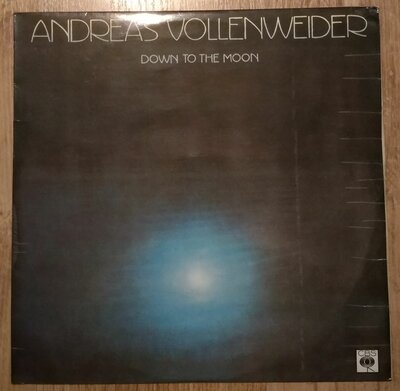 ANDREAS VOLLENWEIDER
DOWN TO THE MOON
CBS